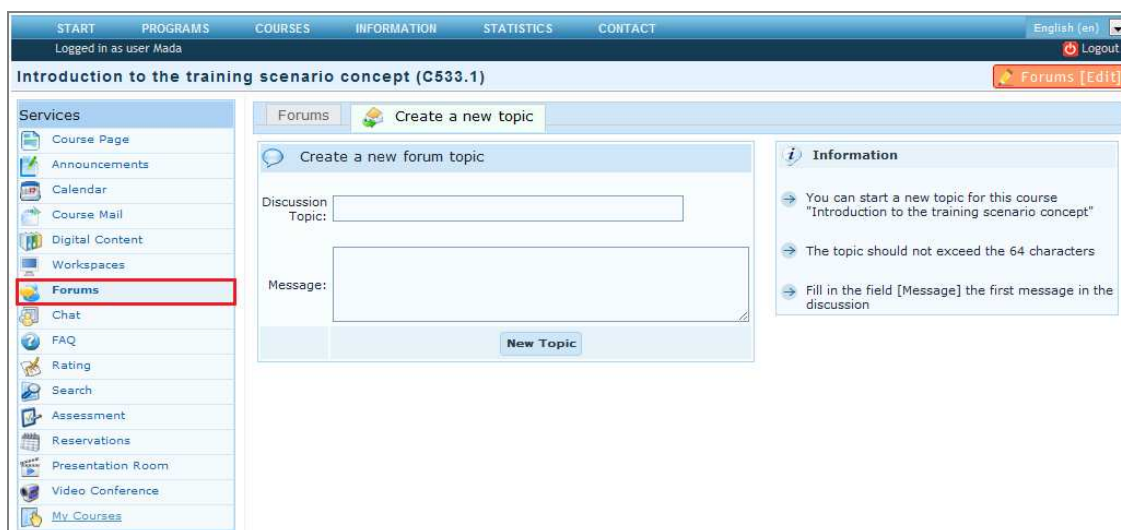 START PROGRAMS COURSES INFORMATION STATISTICS CONTACT English (en)
Logged in as user Mada Logout
Introduction to the training scenario concept (C533.1) Forums [Edit]
Services
Course Page
Announcements
Calendar
Course Mail
Digital Content
Workspaces
Forums
Chat
FAQ
Rating
Search
Assessment
Reservations
Presentation Room
Video Conference
My Courses
Forums Create a new topic
Create a new forum topic
Discussion
Topic:
Message:
New Topic
Information
You can start a new topic for this course
"Introduction to the training scenario concept"
The topic should not exceed the 64 characters
Fill in the field [Message] the first message in the
discussion